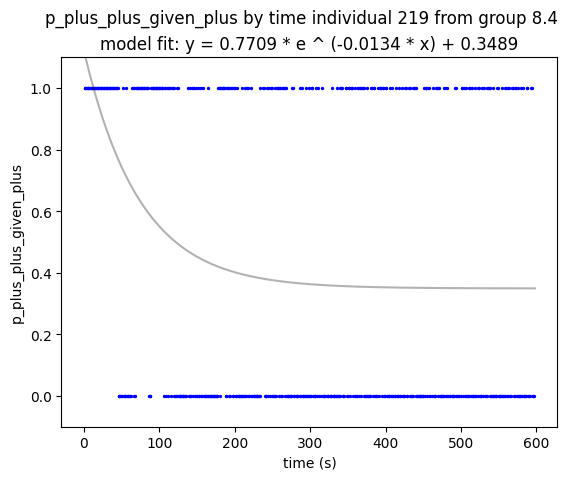 p_plus_plus_given_plus by time individual 219 from group 8.4
model fit: y = 0.7709 * e ^ (-0.0134 * x) + 0.3489
p_plus_plus_given_plus
1.0
0.8
0.6
0.4
0.2
0.0
0 100 200 300 400 500 600
time (s)